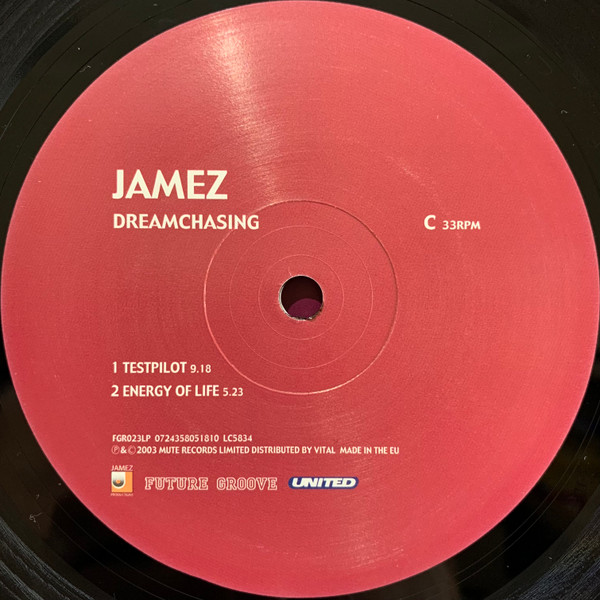 JAMEZ
DREAMCHASING
C 33RPM
1 TESTPILOT 9.18
2 ENERGY OF LIFE 5.23
FGR023LP 0724358051810 LC5834
℗ & © 2003 MUTE RECORDS LIMITED DISTRIBUTED BY VITAL MADE IN THE EU
JAMEZ
FUTURE GROOVE
UNITED